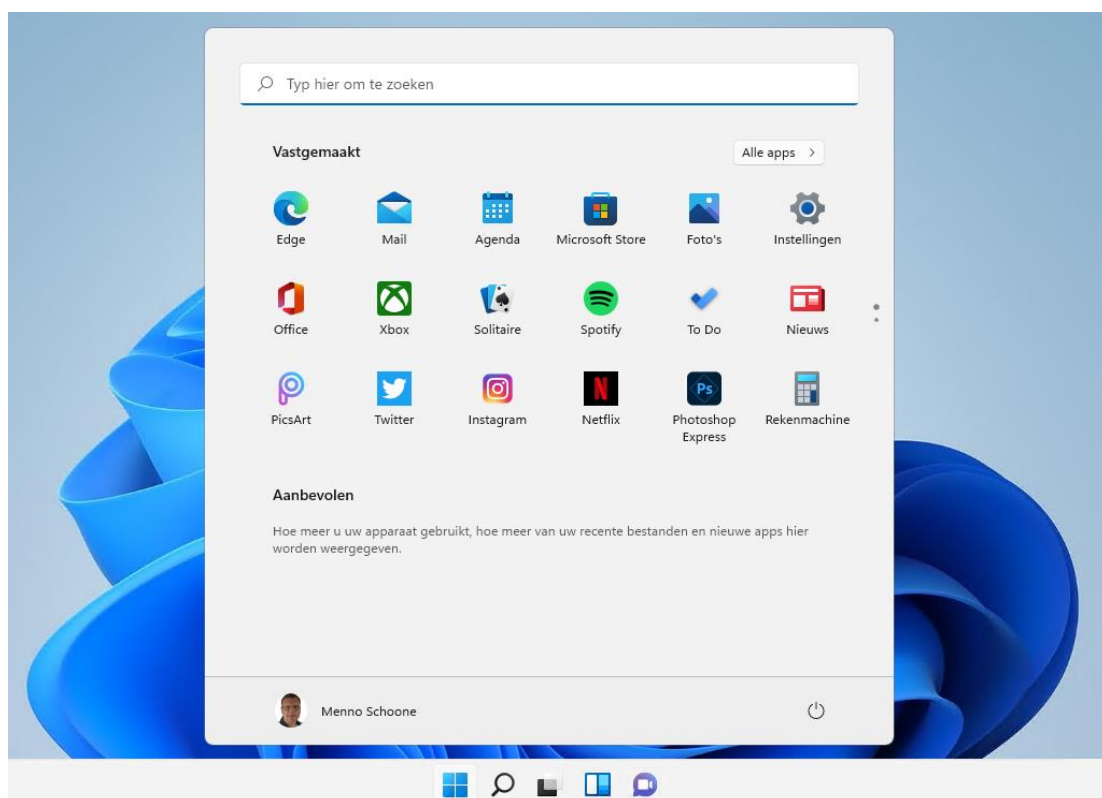 Typ hier om te zoeken
Vastgemaakt
Alle apps
Edge
Mail
Agenda
Microsoft Store
Foto's
Instellingen
Office
Xbox
Solitaire
Spotify
To Do
Nieuws
Ps
PicsArt
Twitter
Instagram
Netflix
Photoshop
Express
Rekenmachine
Aanbevolen
Hoe meer u uw apparaat gebruikt, hoe meer van uw recente bestanden en nieuwe apps hier
worden weergegeven.
Menno Schoone